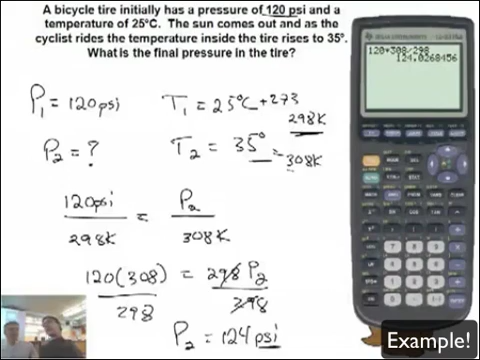 A bicycle tire initially has a pressure of 120 psi and a
temperature of 25°C. The sun comes out and as the
cyclist rides the temperature inside the tire rises to 35°.
What is the final pressure in the tire?
P₁ = 120psi
T₁ = 25°C + 273
298K
P₂ = ?
T₂ = 35° = 308K
120psi / 298K = P₂ / 308K
120(308) / 298 = 298 P₂ / 298
P₂ = 124 psi
120*308/298
124.0268456
Example!